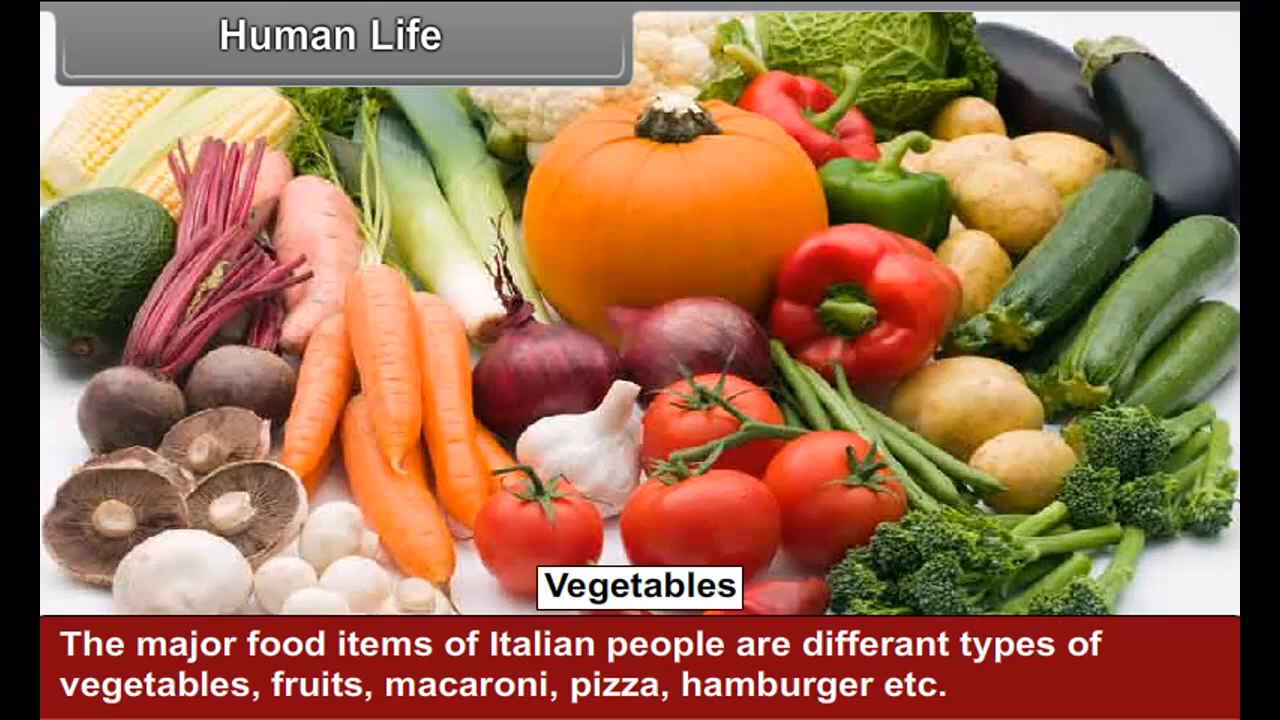 Human Life
Vegetables
The major food items of Italian people are differant types of
vegetables, fruits, macaroni, pizza, hamburger etc.